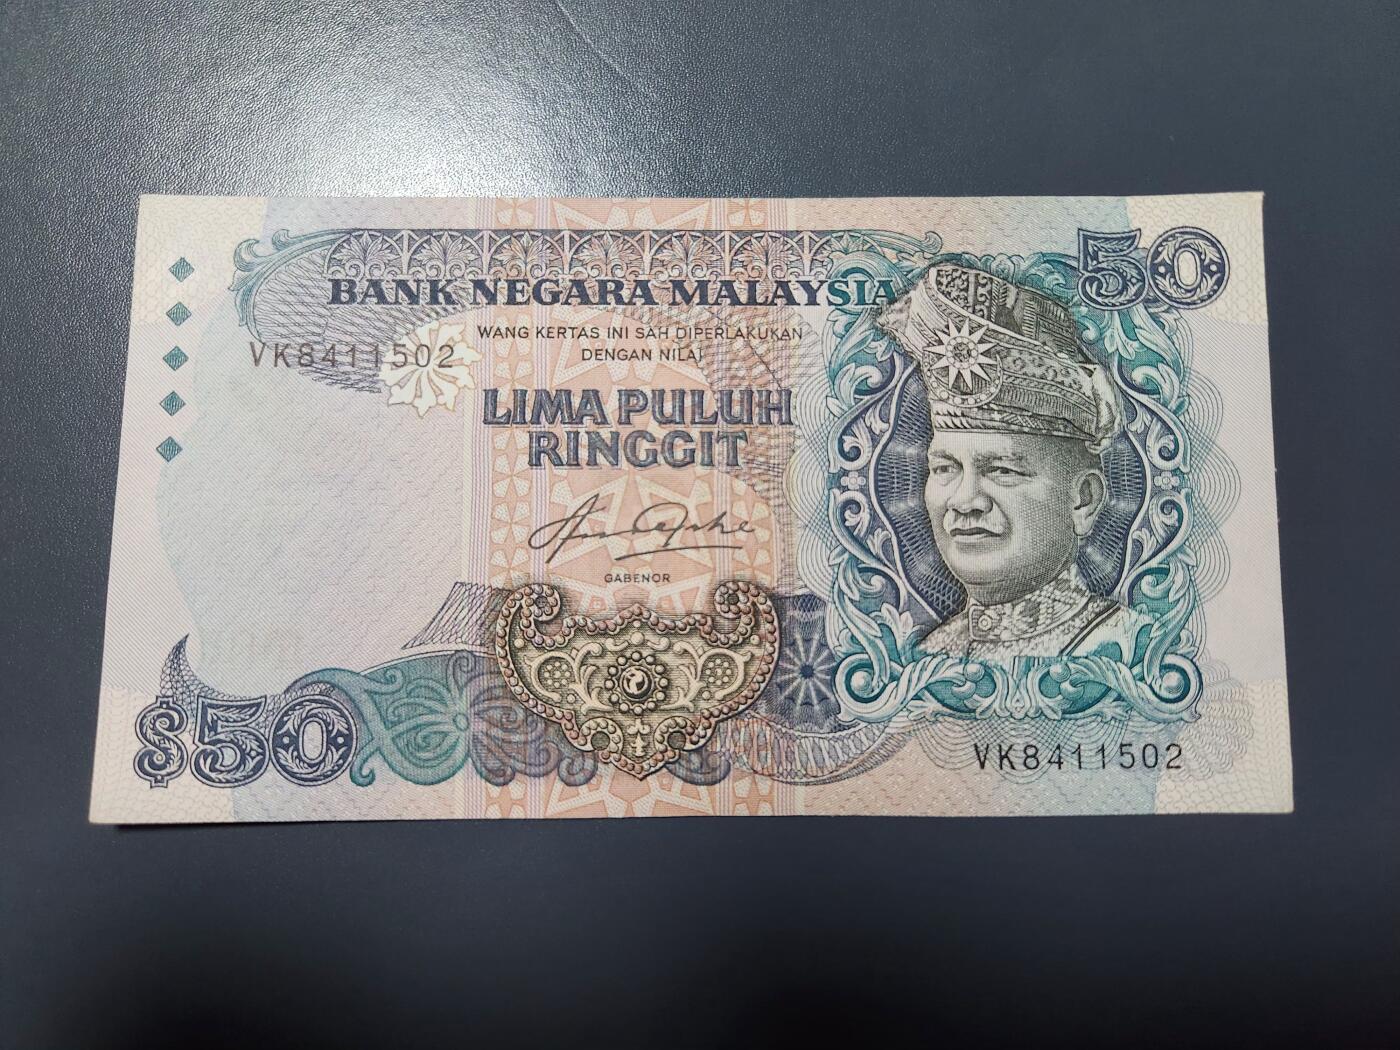 50
BANK NEGARA MALAYSIA
WANG KERTAS INI SAH DIPERLAKUKAN
DENGAN NILAI
VK8411502
LIMA PULUH
RINGGIT
GABENOR
$50
VK8411502